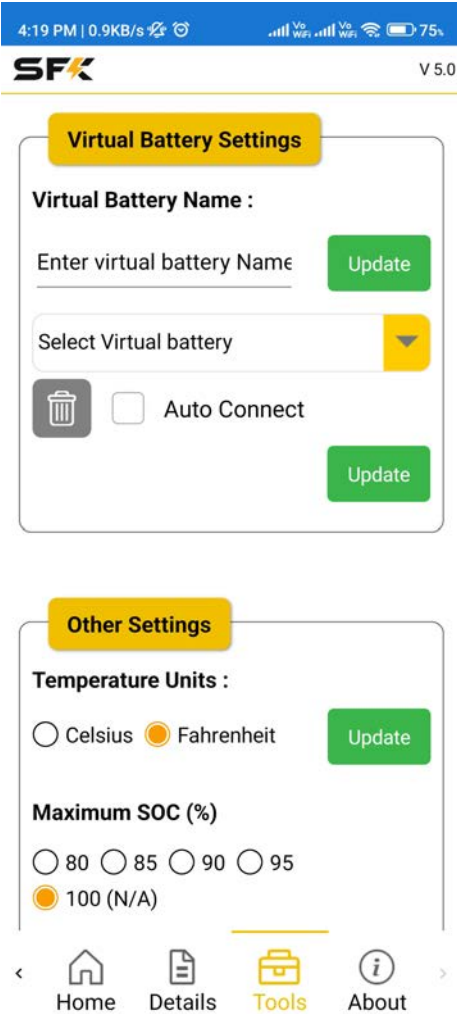 4:19 PM | 0.9KB/s
Vo
WiFi
Vo
WiFi
75%
SFK
V 5.0
Virtual Battery Settings
Virtual Battery Name :
Enter virtual battery Name
Update
Select Virtual battery
Auto Connect
Update
Other Settings
Temperature Units :
Celsius Fahrenheit
Update
Maximum SOC (%)
80 85 90 95
100 (N/A)
Home Details Tools About